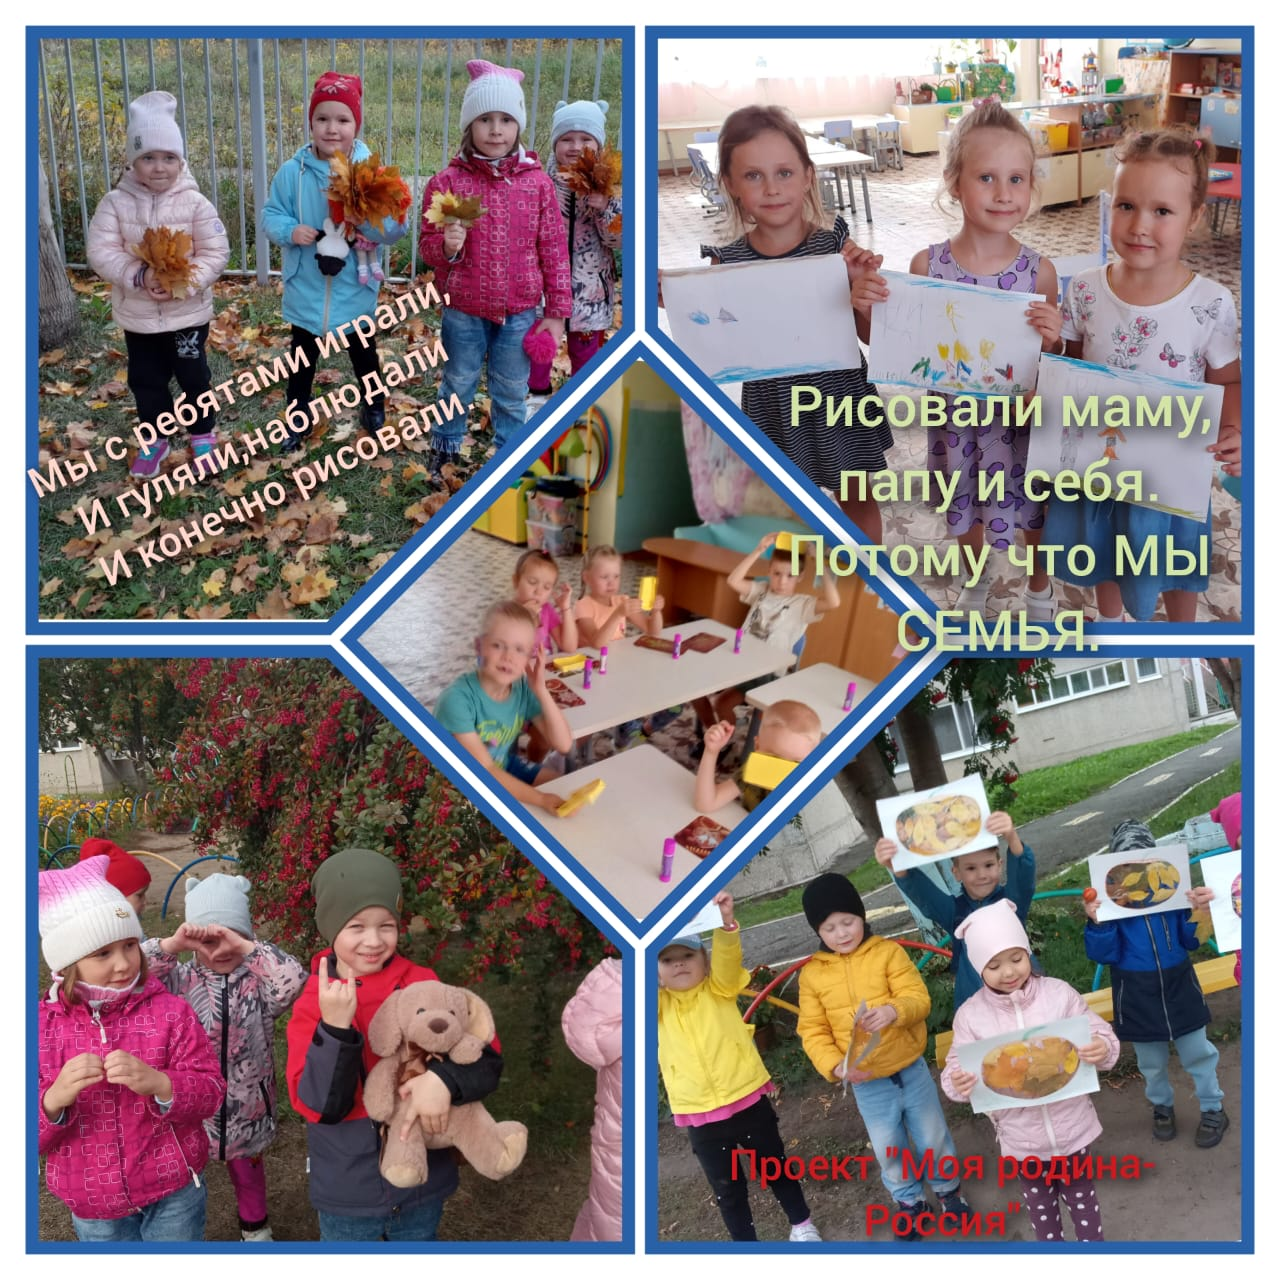 Мы с ребятами играли,
И гуляли,наблюдали
И конечно рисовали..
Рисовали маму,
папу и себя.
Потому что МЫ
СЕМЬЯ.
Проект "Моя родина-
Россия"